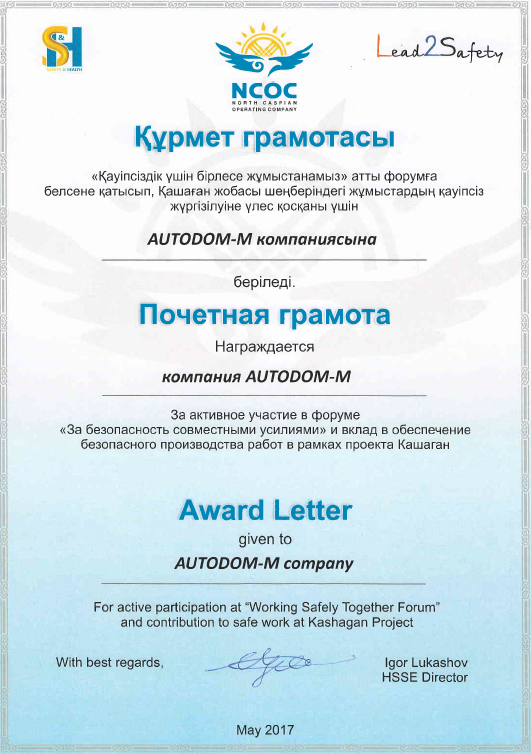 S&H
SAFETY & HEALTH
NCOC
NORTH CASPIAN
OPERATING COMPANY
Lead2Safety
Құрмет грамотасы
«Қауіпсіздік үшін бірлесе жұмыстанамыз» атты форумға
белсене қатысып, Қашаған жобасы шеңберіндегі жұмыстардың қауіпсіз
жүргізілуіне үлес қосқаны үшін
AUTODOM-M компаниясына
беріледі.
Почетная грамота
Награждается
компания AUTODOM-M
За активное участие в форуме
«За безопасность совместными усилиями» и вклад в обеспечение
безопасного производства работ в рамках проекта Кашаган
Award Letter
given to
AUTODOM-M company
For active participation at “Working Safely Together Forum”
and contribution to safe work at Kashagan Project
With best regards,
Igor Lukashov
HSSE Director
May 2017